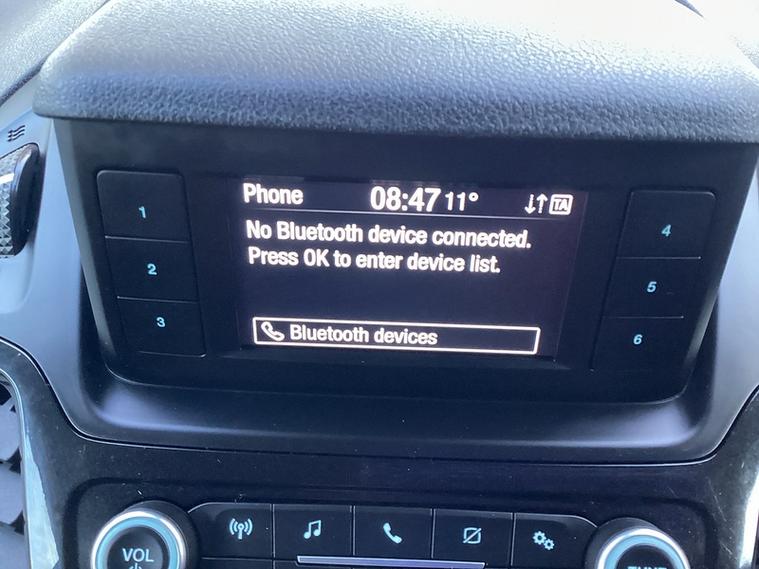 Phone 08:47 11° TA
No Bluetooth device connected.
Press OK to enter device list.
Bluetooth devices
1
2
3
4
5
6
VOL
TUNE